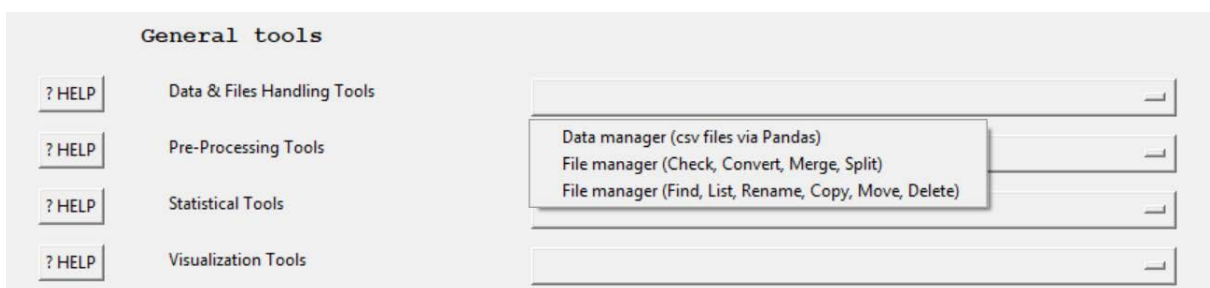 General tools
? HELP Data & Files Handling Tools
Data manager (csv files via Pandas)
? HELP Pre-Processing Tools
File manager (Check, Convert, Merge, Split)
File manager (Find, List, Rename, Copy, Move, Delete)
? HELP Statistical Tools
? HELP Visualization Tools